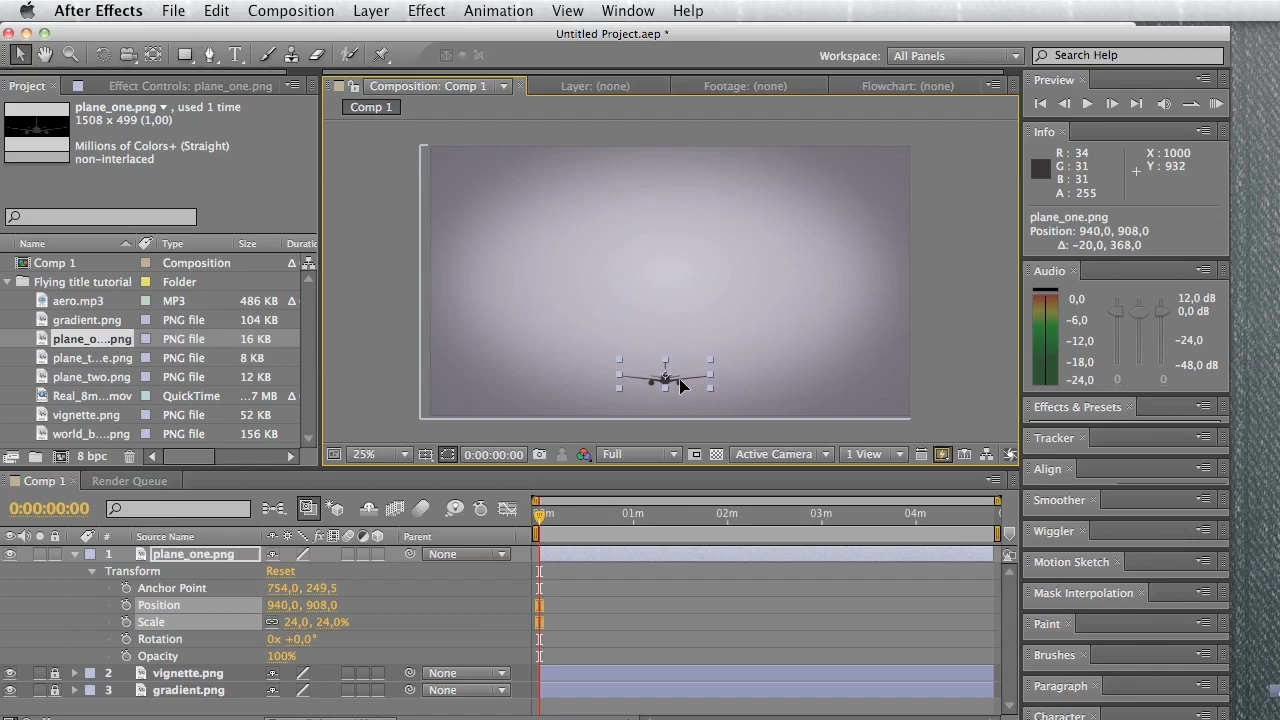 After Effects File Edit Composition Layer Effect Animation View Window Help
Untitled Project.aep *
Workspace: All Panels Search Help
Project Effect Controls: plane_one.png Composition: Comp 1 Layer: (none) Footage: (none) Flowchart: (none) Preview
plane_one.png , used 1 time
1508 x 499 (1,00)
Millions of Colors+ (Straight)
non-interlaced
Comp 1
Info
R : 34
G : 31
B : 31
A : 255
X : 1000
Y : 932
plane_one.png
Position: 940,0, 908,0
Δ: -20,0, 368,0
Name Type Size Duratio
Comp 1 Composition Δ
Flying title tutorial Folder
aero.mp3 MP3 486 KB Δ
gradient.png PNG file 104 KB
plane_o....png PNG file 16 KB
plane_t...e.png PNG file 8 KB
plane_two.png PNG file 12 KB
Real_8m...mov QuickTime ...7 MB Δ
vignette.png PNG file 52 KB
world_b....png PNG file 156 KB
8 bpc
Audio
0,0
-6,0
-12,0
-18,0
-24,0
12,0 dB
0,0 dB
-24,0
-48,0 dB
Effects & Presets
Tracker
Align
Smoother
Wiggler
Motion Sketch
Mask Interpolation
Paint
Brushes
Paragraph
Character
25% 0:00:00:00 Full Active Camera 1 View
Comp 1 Render Queue
0:00:00:00
00m 01m 02m 03m 04m
# Source Name Parent
1 plane_one.png None
Transform Reset
Anchor Point 754,0, 249,5
Position 940,0, 908,0
Scale 24,0, 24,0%
Rotation 0x +0,0°
Opacity 100%
2 vignette.png None
3 gradient.png None